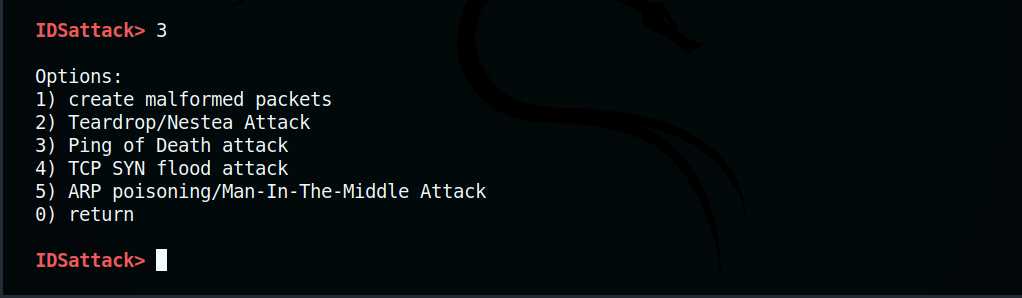 IDSattack> 3
Options:
1) create malformed packets
2) Teardrop/Nestea Attack
3) Ping of Death attack
4) TCP SYN flood attack
5) ARP poisoning/Man-In-The-Middle Attack
0) return
IDSattack>